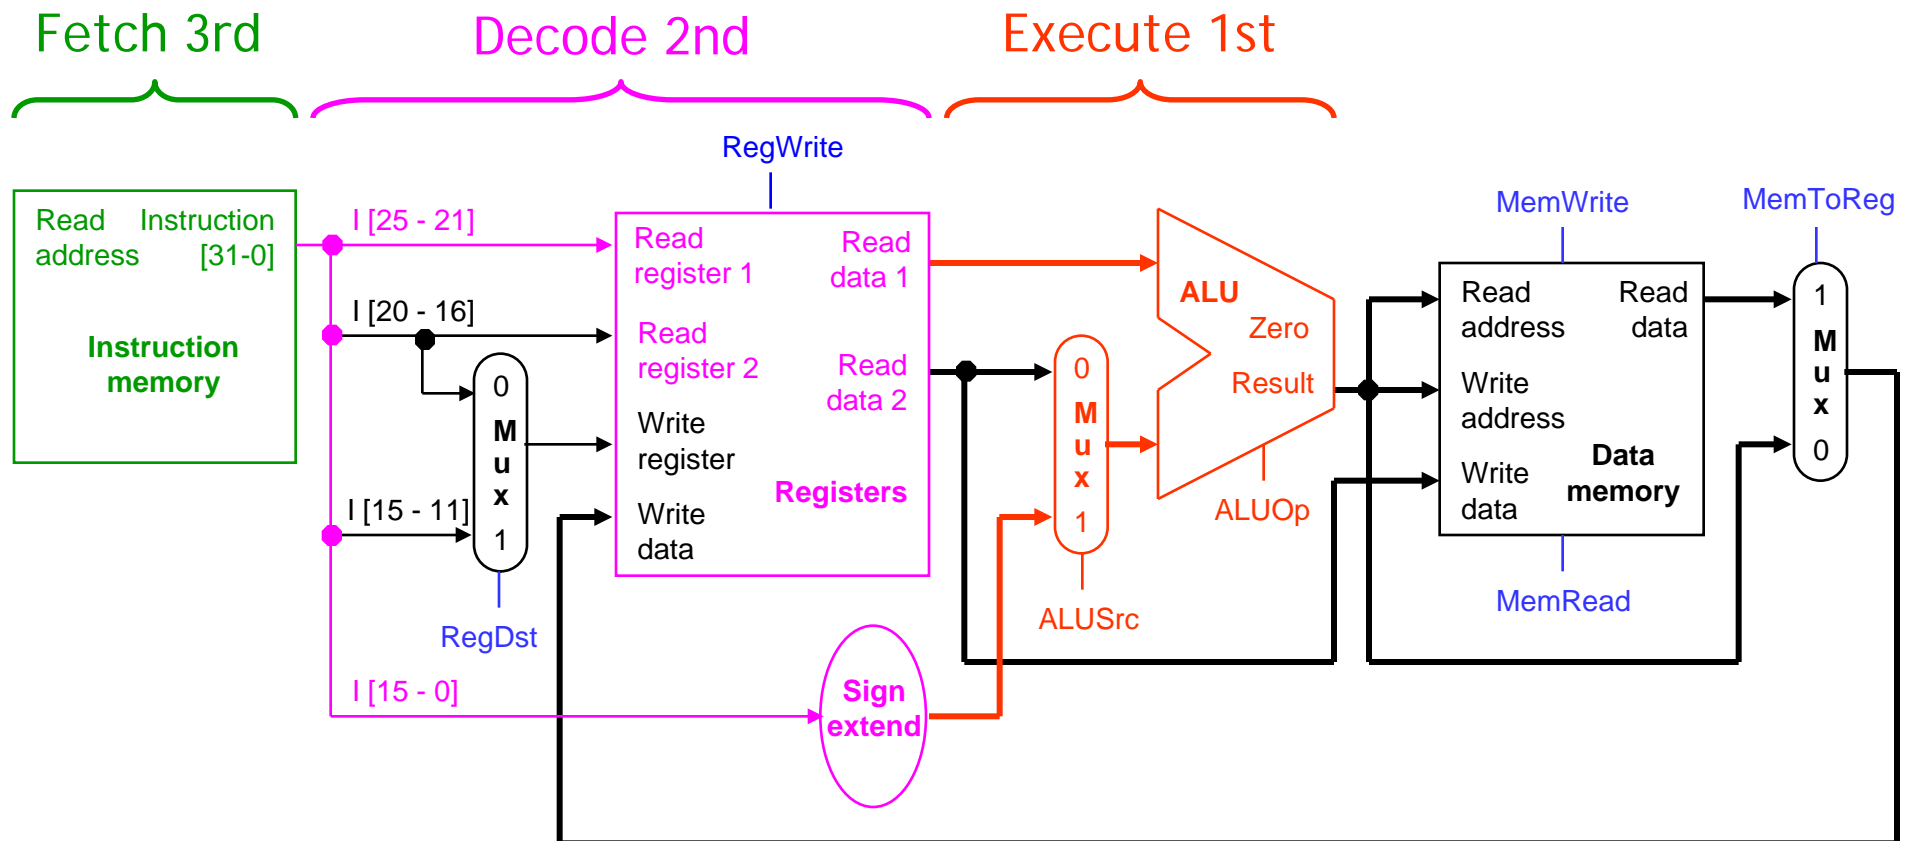 Fetch 3rd
Decode 2nd
Execute 1st
RegWrite
Read Instruction
address [31-0]
Instruction
memory
I [25 - 21]
I [20 - 16]
I [15 - 11]
I [15 - 0]
0
M
u
x
1
RegDst
Read
register 1
Read
data 1
Read
register 2
Read
data 2
Write
register
Registers
Write
data
Sign
extend
0
M
u
x
1
ALUSrc
ALU
Zero
Result
ALUOp
MemWrite
Read
address
Read
data
Write
address
Write
data
Data
memory
MemRead
MemToReg
1
M
u
x
0